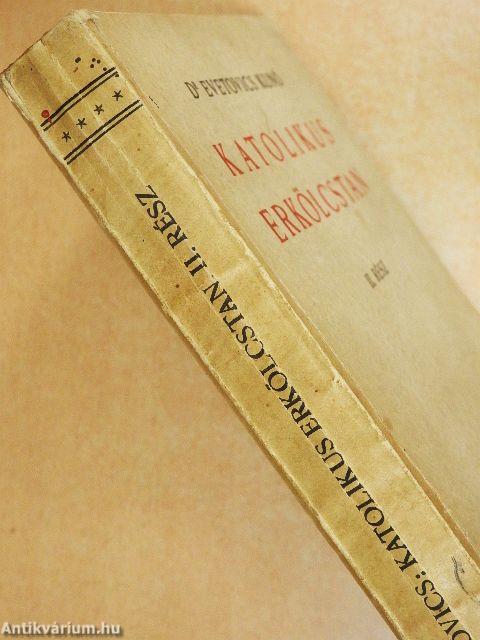 Dr EVETOVICS KUNÓ
KATOLIKUS
ERKÖLCSTAN
II. RÉSZ
OVICS: KATOLIKUS ERKÖLCSTAN II. RÉSZ
Antikvárium.hu